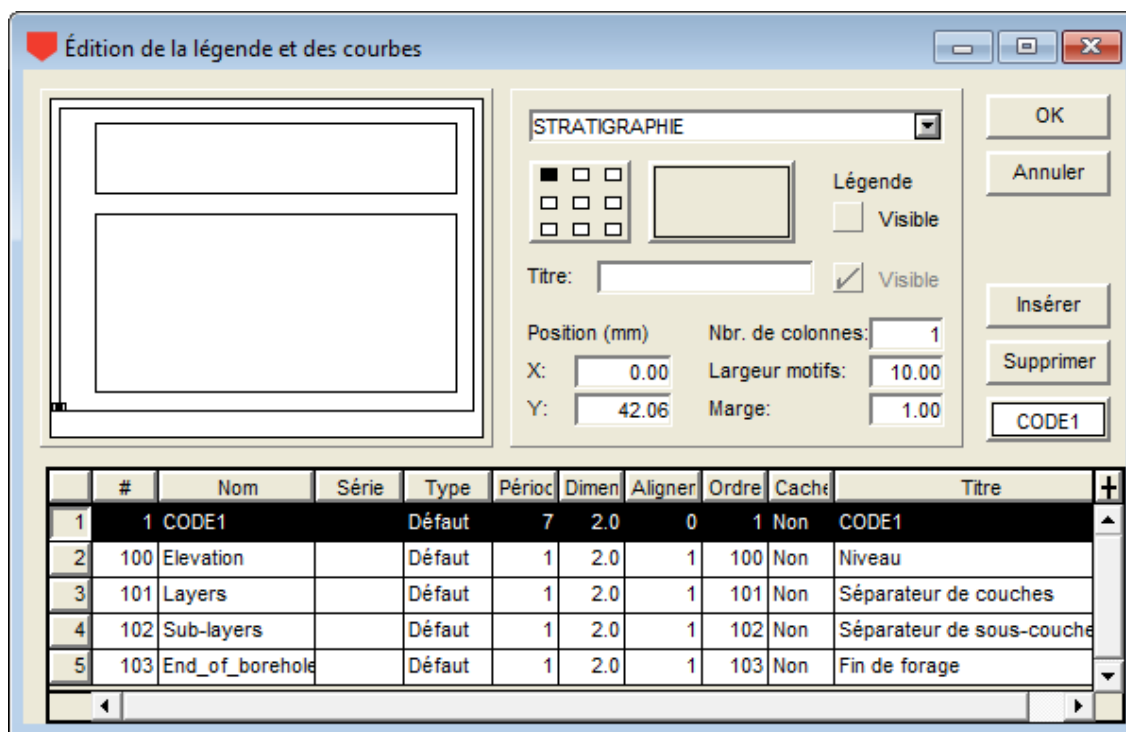 Édition de la légende et des courbes
STRATIGRAPHIE
OK
Annuler
Légende
Visible
Titre:
Visible
Insérer
Position (mm)
Nbr. de colonnes: 1
X: 0.00
Largeur motifs: 10.00
Supprimer
Y: 42.06
Marge: 1.00
CODE1
# Nom Série Type Périod Dimen Aligner Ordre Cache Titre +
1 1 CODE1 Défaut 7 2.0 0 1 Non CODE1
2 100 Elevation Défaut 1 2.0 1 100 Non Niveau
3 101 Layers Défaut 1 2.0 1 101 Non Séparateur de couches
4 102 Sub-layers Défaut 1 2.0 1 102 Non Séparateur de sous-couche
5 103 End_of_borehole Défaut 1 2.0 1 103 Non Fin de forage